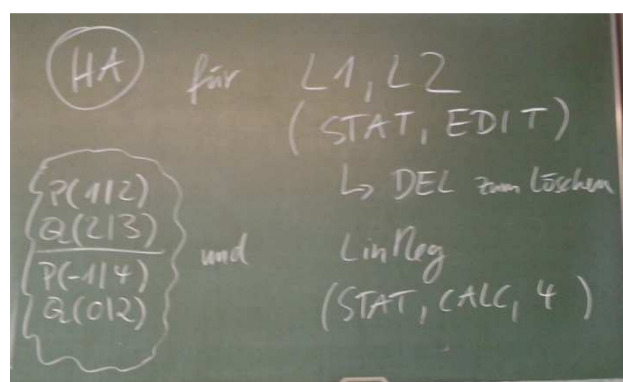 HA für L1, L2
(STAT, EDIT)
↳ DEL zum löschen
P(1|2)
Q(2|3)
P(-1|4)
Q(0|2)
und LinReg
(STAT, CALC, 4)